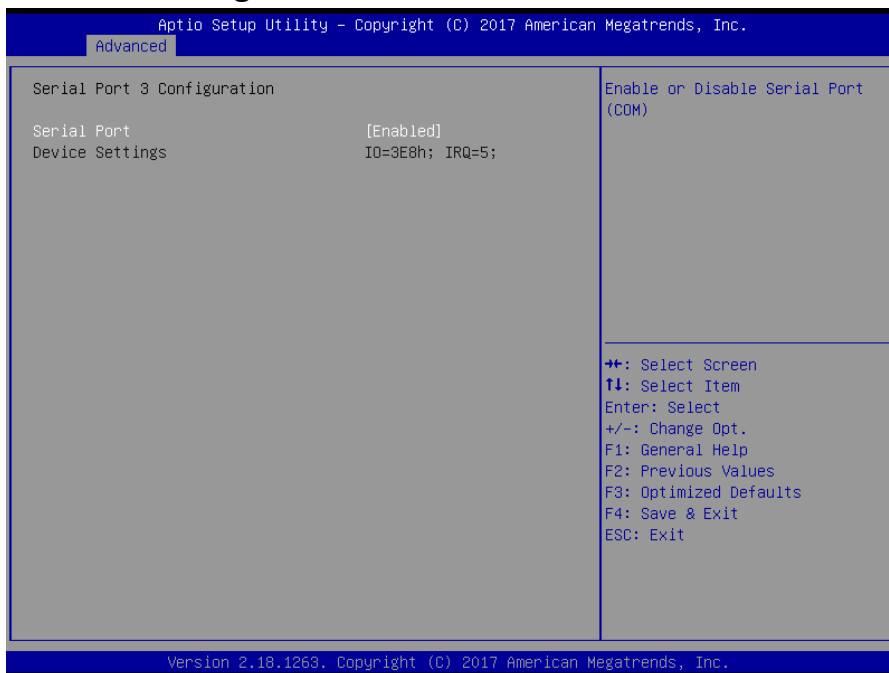 Aptio Setup Utility – Copyright (C) 2017 American Megatrends, Inc.
Advanced
Serial Port 3 Configuration
Serial Port [Enabled]
Device Settings IO=3E8h; IRQ=5;
Enable or Disable Serial Port
(COM)
→←: Select Screen
↑↓: Select Item
Enter: Select
+/-: Change Opt.
F1: General Help
F2: Previous Values
F3: Optimized Defaults
F4: Save & Exit
ESC: Exit
Version 2.18.1263. Copyright (C) 2017 American Megatrends, Inc.